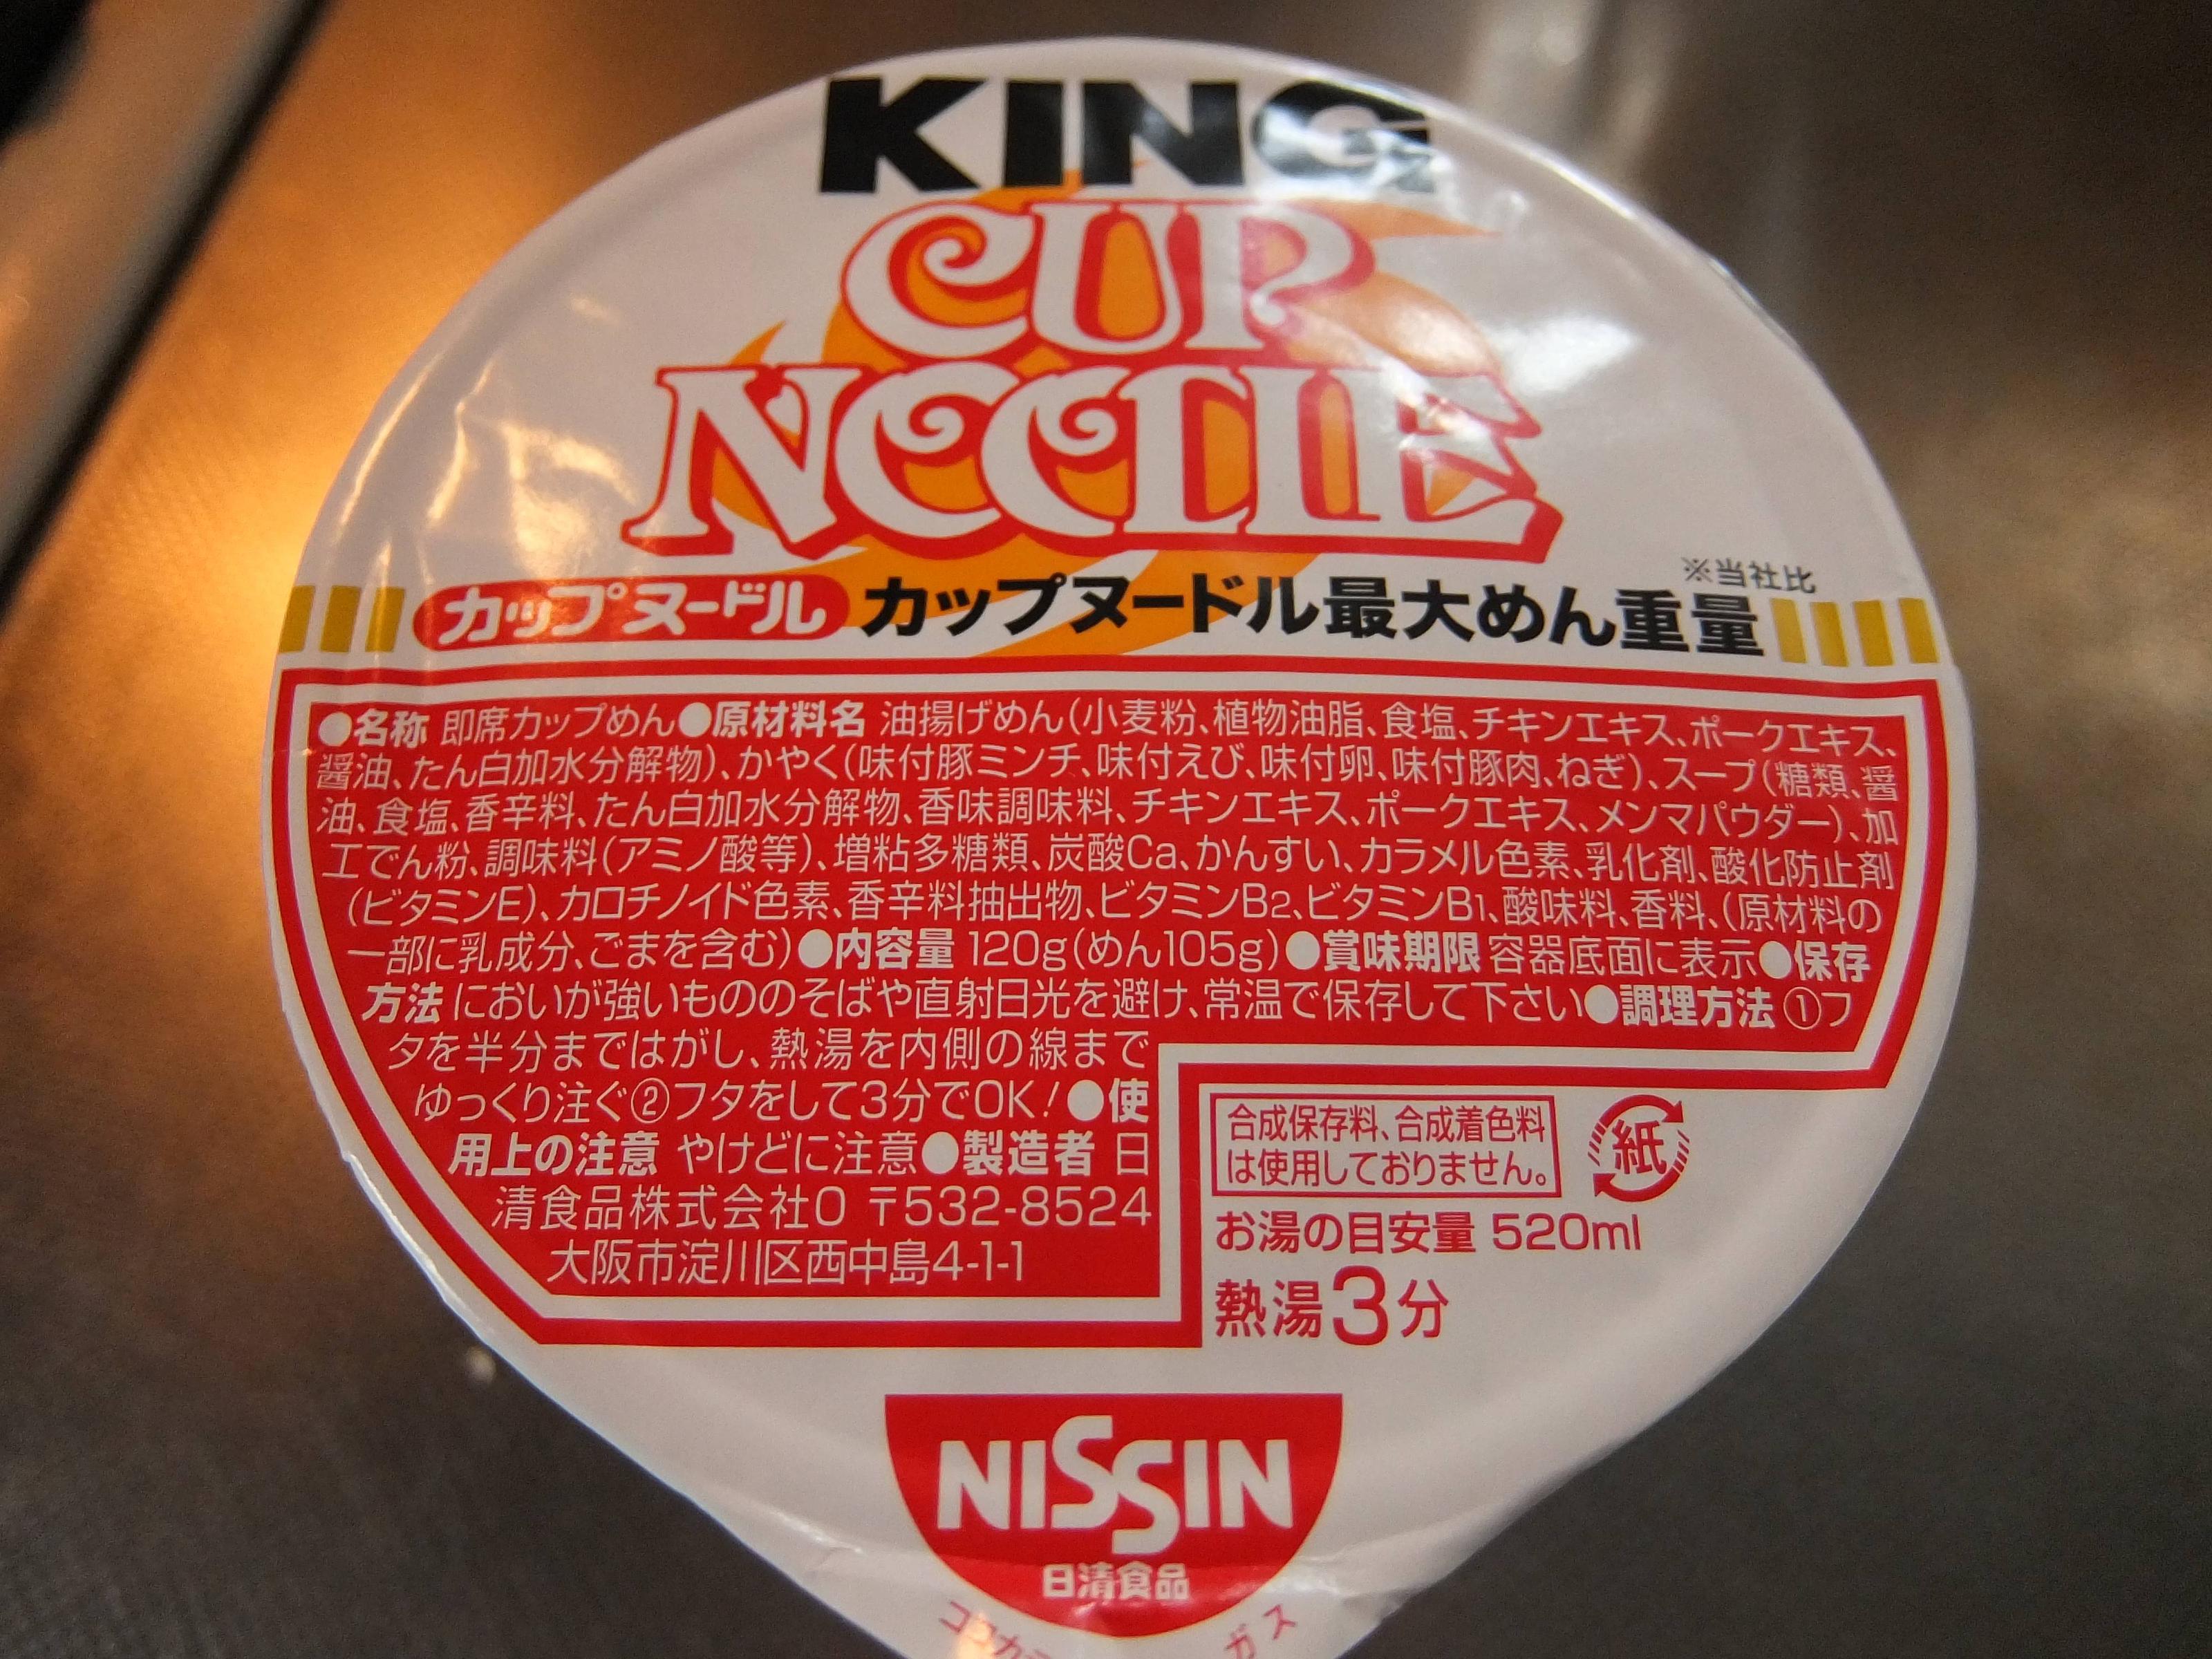 KING
CUP
NOODLE
※当社比
カップヌードル カップヌードル最大めん重量
●名称 即席カップめん●原材料名 油揚げめん(小麦粉、植物油脂、食塩、チキンエキス、ポークエキス、
醤油、たん白加水分解物)、かやく(味付豚ミンチ、味付えび、味付卵、味付豚肉、ねぎ)、スープ(糖類、醤
油、食塩、香辛料、たん白加水分解物、香味調味料、チキンエキス、ポークエキス、メンマパウダー)、加
工でん粉、調味料(アミノ酸等)、増粘多糖類、炭酸Ca、かんすい、カラメル色素、乳化剤、酸化防止剤
(ビタミンE)、カロチノイド色素、香辛料抽出物、ビタミンB2、ビタミンB1、酸味料、香料、(原材料の
一部に乳成分、ごまを含む)●内容量 120g(めん105g)●賞味期限 容器底面に表示●保存
方法 においが強いもののそばや直射日光を避け、常温で保存して下さい●調理方法 ①フ
タを半分まではがし、熱湯を内側の線まで
ゆっくり注ぐ②フタをして3分でOK!●使
用上の注意 やけどに注意●製造者 日
清食品株式会社O 〒532-8524
大阪市淀川区西中島4-1-1
合成保存料、合成着色料
は使用しておりません。
紙
お湯の目安量 520ml
熱湯3分
NISSIN
日清食品